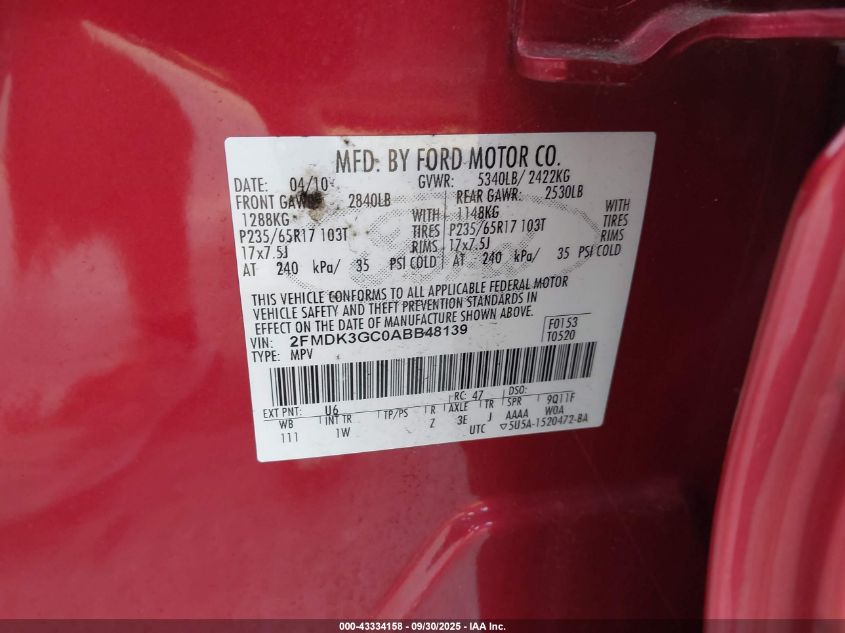 MFD. BY FORD MOTOR CO.
DATE: 04/10 GVWR: 5340LB/ 2422KG
FRONT GAWR: 2840LB REAR GAWR: 2530LB
1288KG WITH 1148KG WITH
P235/65R17 103T TIRES P235/65R17 103T TIRES
17x7.5J RIMS 17x7.5J RIMS
AT 240 kPa/ 35 PSI COLD AT 240 kPa/ 35 PSI COLD
THIS VEHICLE CONFORMS TO ALL APPLICABLE FEDERAL MOTOR
VEHICLE SAFETY AND THEFT PREVENTION STANDARDS IN
EFFECT ON THE DATE OF MANUFACTURE SHOWN ABOVE.
VIN: 2FMDK3GC0ABB48139 F0153
TYPE: MPV T0520
RC: 47 DSO:
EXT PNT: U6 9Q11F
WB INT TR TP/PS R AXLE TR SPR W0A
111 1W Z 3E J AAAA
UTC ▽5U5A-1520472-BA
000-43334158 - 09/30/2025 - IAA Inc.